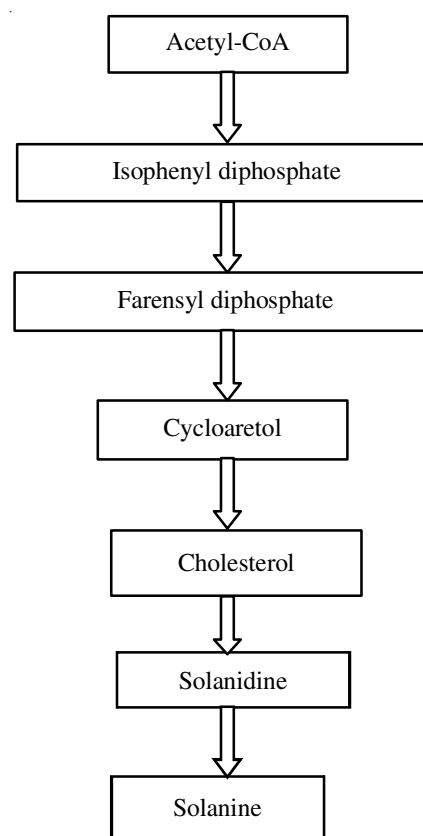 Acetyl-CoA
Isophenyl diphosphate
Farensyl diphosphate
Cycloaretol
Cholesterol
Solanidine
Solanine